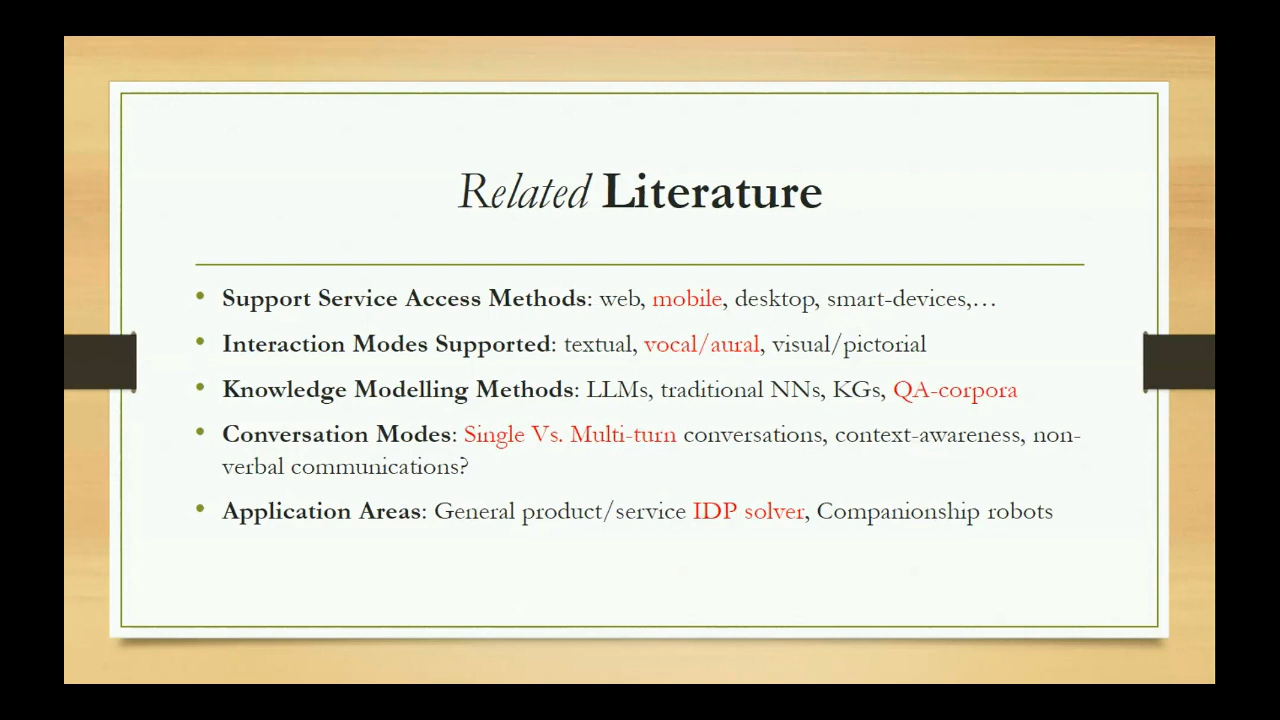 Related Literature
• Support Service Access Methods: web, mobile, desktop, smart-devices,…
• Interaction Modes Supported: textual, vocal/aural, visual/pictorial
• Knowledge Modelling Methods: LLMs, traditional NNs, KGs, QA-corpora
• Conversation Modes: Single Vs. Multi-turn conversations, context-awareness, non-
verbal communications?
• Application Areas: General product/service IDP solver, Companionship robots